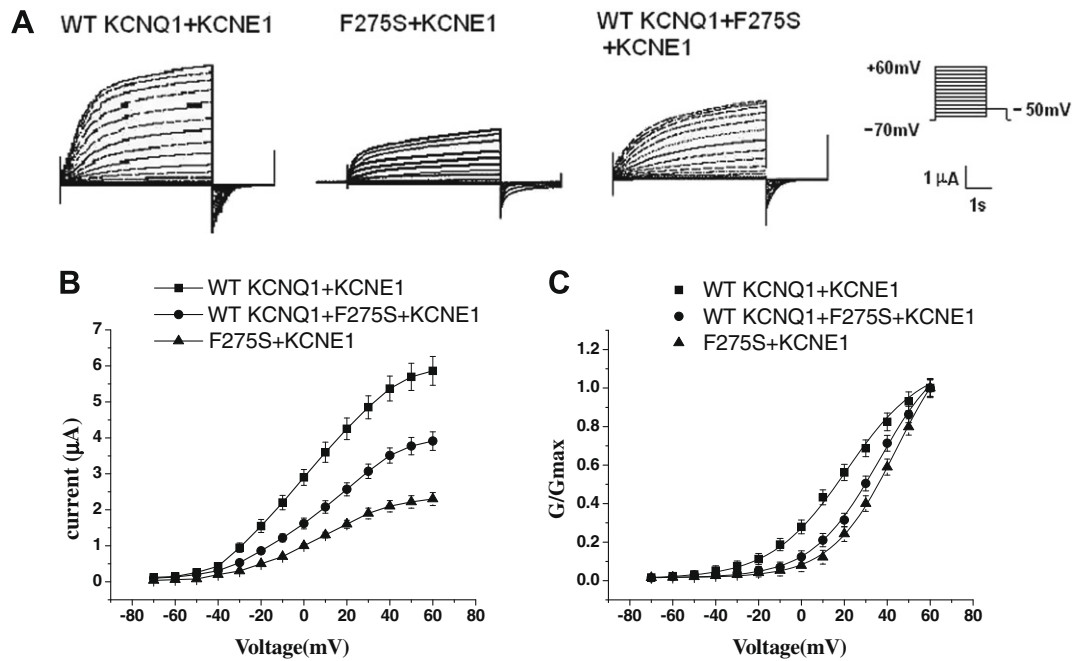 A
WT KCNQ1+KCNE1
F275S+KCNE1
WT KCNQ1+F275S
+KCNE1
+60mV
-50mV
-70mV
1 μA
1s
B
WT KCNQ1+KCNE1
WT KCNQ1+F275S+KCNE1
F275S+KCNE1
7
6
5
4
3
2
1
0
current (μA)
-80 -60 -40 -20 0 20 40 60 80
Voltage(mV)
C
WT KCNQ1+KCNE1
WT KCNQ1+F275S+KCNE1
F275S+KCNE1
1.2
1.0
0.8
0.6
0.4
0.2
0.0
G/Gmax
-80 -60 -40 -20 0 20 40 60 80
Voltage(mV)